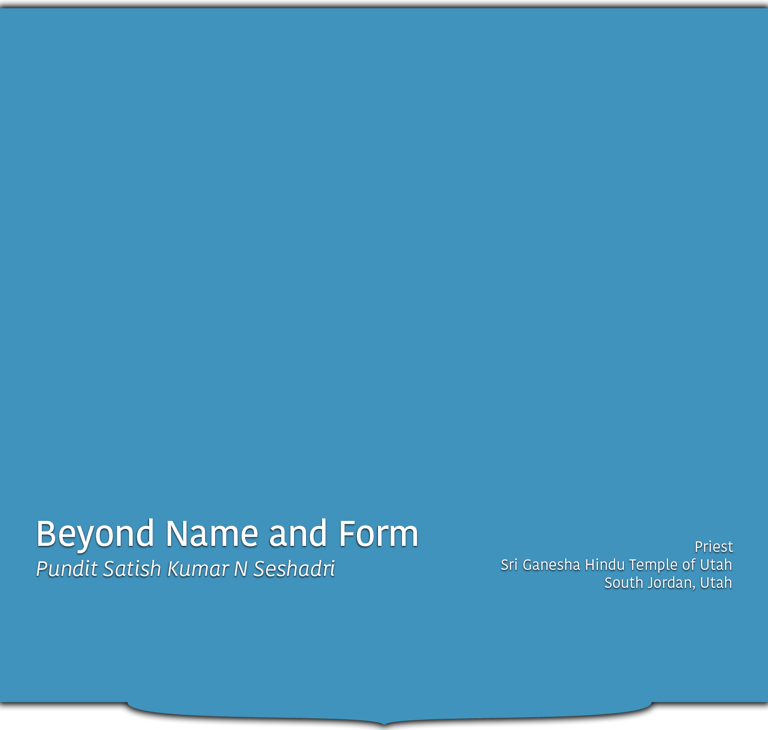 Beyond Name and Form
Pundit Satish Kumar N Seshadri
Priest
Sri Ganesha Hindu Temple of Utah
South Jordan, Utah